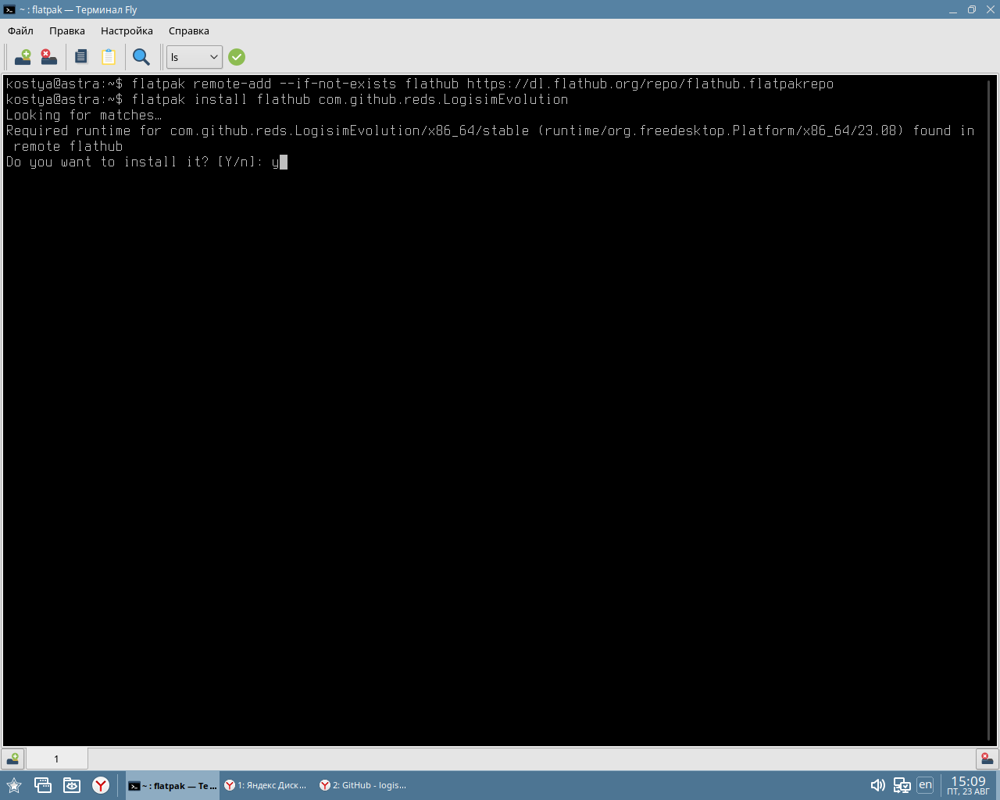 ~ : flatpak — Терминал Fly
Файл Правка Настройка Справка
ls
kostya@astra:~$ flatpak remote-add --if-not-exists flathub https://dl.flathub.org/repo/flathub.flatpakrepo
kostya@astra:~$ flatpak install flathub com.github.reds.LogisimEvolution
Looking for matches…
Required runtime for com.github.reds.LogisimEvolution/x86_64/stable (runtime/org.freedesktop.Platform/x86_64/23.08) found in
remote flathub
Do you want to install it? [Y/n]: y
1
~ : flatpak — Те...
1: Яндекс Диск...
2: GitHub - logis...
en
15:09
ПТ, 23 АВГ